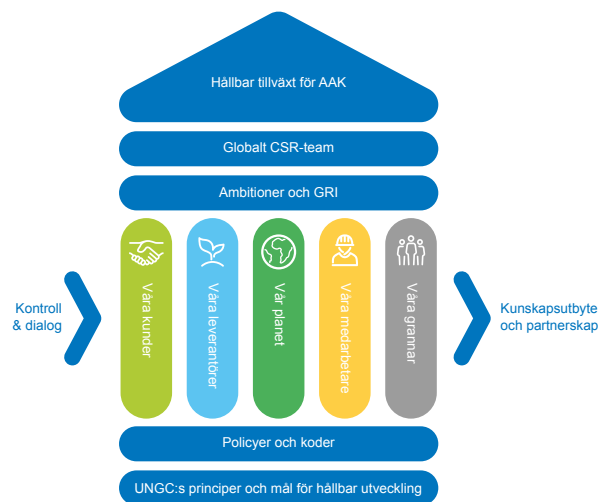 Hållbar tillväxt för AAK
Globalt CSR-team
Ambitioner och GRI
Kontroll
& dialog
Våra kunder
Våra leverantörer
Vår planet
Våra medarbetare
Våra grannar
Kunskapsutbyte
och partnerskap
Policyer och koder
UNGC:s principer och mål för hållbar utveckling